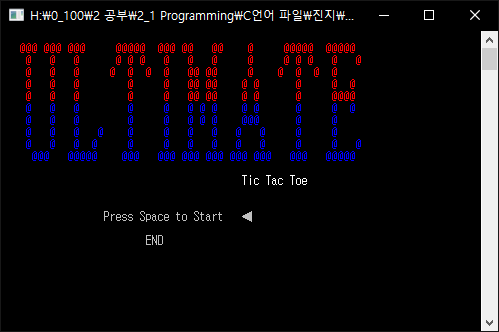 H:\0_100\2 공부\2_1 Programming\C언어 파일\진지\...
ULTIMATE
Tic Tac Toe
Press Space to Start ◀
END